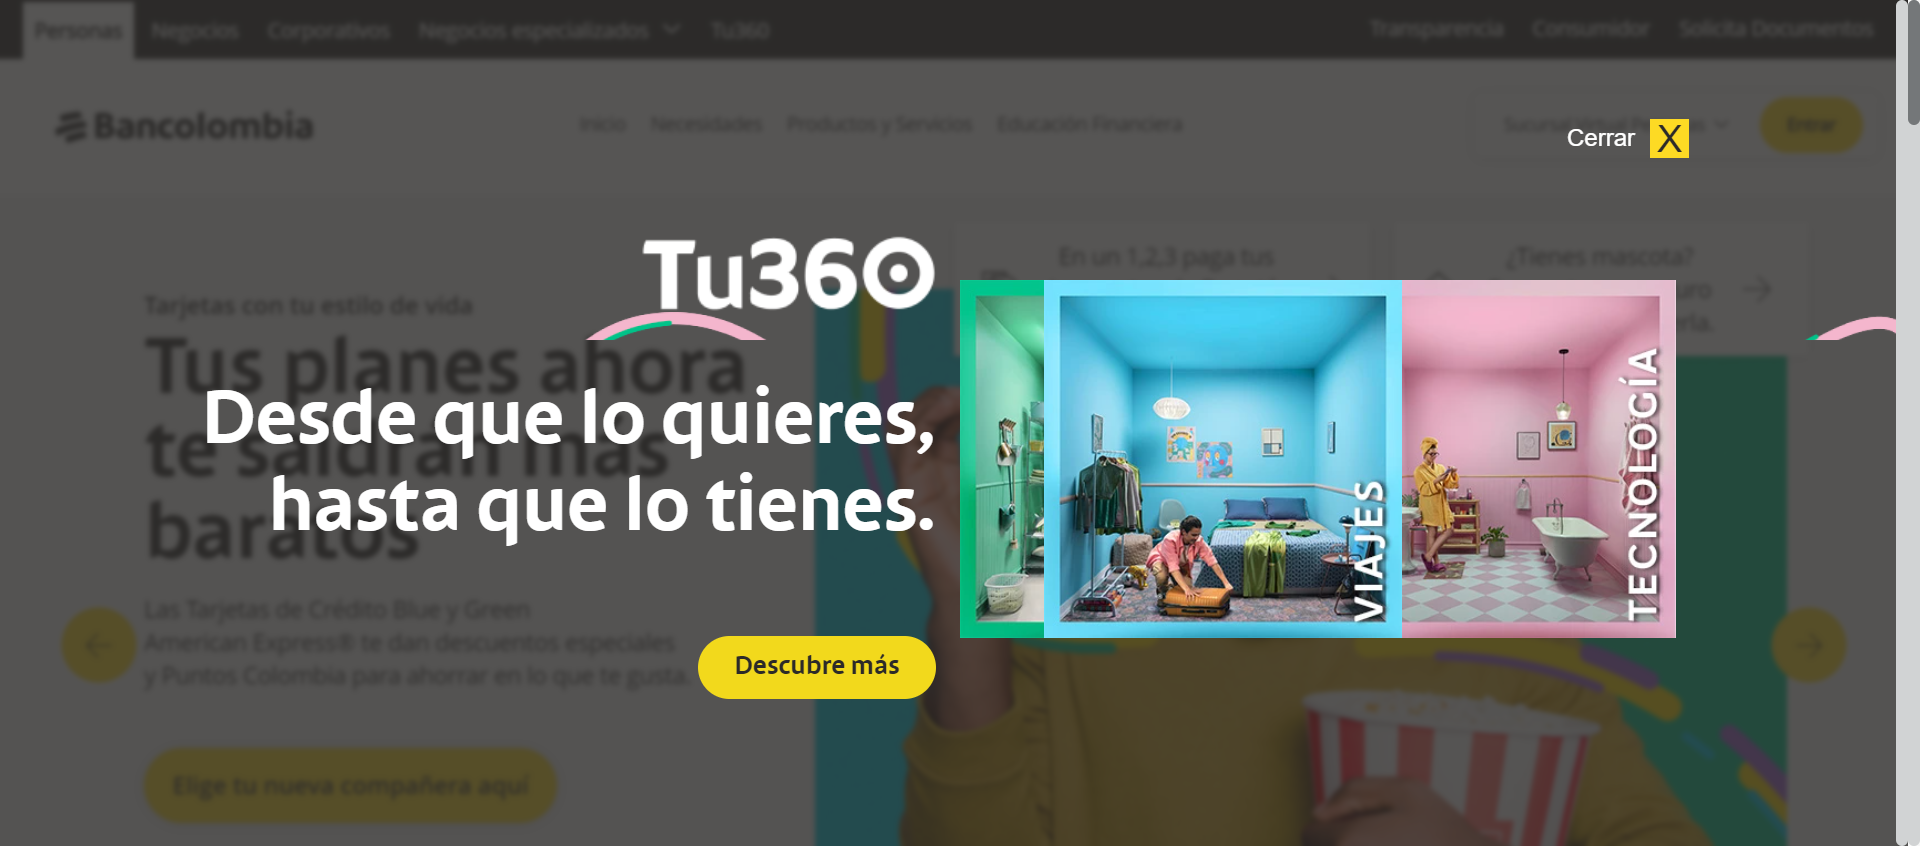 Personas Negocios Corporativos Negocios especializados Tu360 Transparencia Consumidor Solicita Documentos
Bancolombia Inicio Necesidades Productos y Servicios Educación Financiera Sucursal Virtual Entrar
Cerrar X
Tu360
En un 1,2,3 paga tus
¿Tienes mascota?
Tarjetas con tu estilo de vida
Tus planes ahora
te saldrán más
baratos
Desde que lo quieres,
hasta que lo tienes.
VIAJES
TECNOLOGÍA
Las Tarjetas de Crédito Blue y Green
American Express® te dan descuentos especiales
y Puntos Colombia para ahorrar en lo que te gusta.
Descubre más
Elige tu nueva compañera aquí